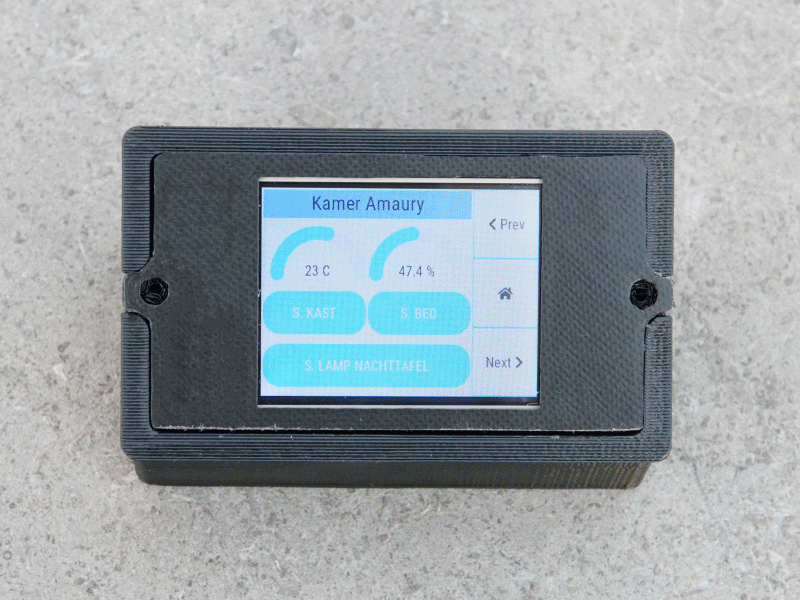 Kamer Amaury
Prev
23 C
47.4 %
S. KAST
S. BED
S. LAMP NACHTTAFEL
Next